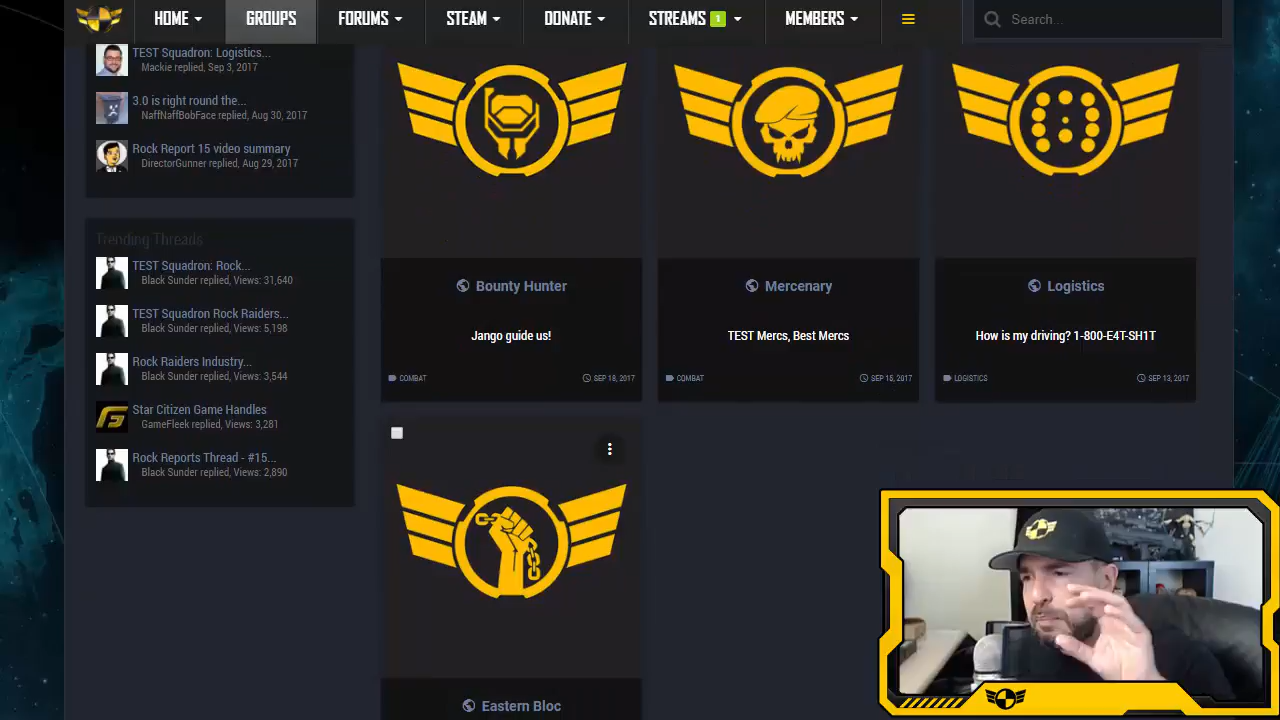 HOME
GROUPS
FORUMS
STEAM
DONATE
STREAMS 1
MEMBERS
Search...
TEST Squadron: Logistics...
Mackie replied, Sep 3, 2017
3.0 is right round the...
NaffNaffBobFace replied, Aug 30, 2017
Rock Report 15 video summary
DirectorGunner replied, Aug 29, 2017
Trending Threads
TEST Squadron: Rock...
Black Sunder replied, Views: 31,640
TEST Squadron Rock Raiders...
Black Sunder replied, Views: 5,198
Rock Raiders Industry...
Black Sunder replied, Views: 3,544
Star Citizen Game Handles
GameFleek replied, Views: 3,281
Rock Reports Thread - #15...
Black Sunder replied, Views: 2,890
Bounty Hunter
Jango guide us!
COMBAT
SEP 18, 2017
Mercenary
TEST Mercs, Best Mercs
COMBAT
SEP 15, 2017
Logistics
How is my driving? 1-800-E4T-SH1T
LOGISTICS
SEP 13, 2017
Eastern Bloc